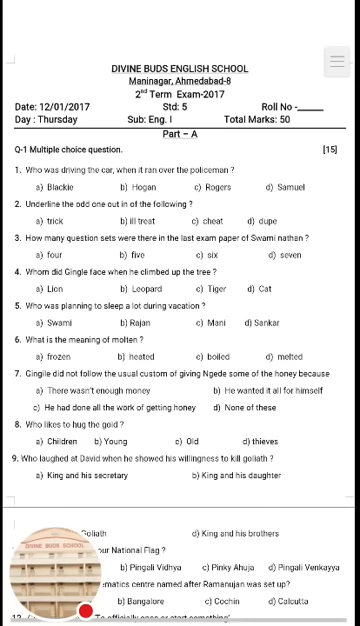 DIVINE BUDS ENGLISH SCHOOL
Maninagar, Ahmedabad-8
2nd Term Exam-2017
Date: 12/01/2017 Std: 5 Roll No -______
Day : Thursday Sub: Eng. I Total Marks: 50
Part – A
Q-1 Multiple choice question. [15]
1. Who was driving the car, when it ran over the policeman ?
a) Blackie b) Hogan c) Rogers d) Samuel
2. Underline the odd one out in of the following ?
a) trick b) ill treat c) cheat d) dupe
3. How many question sets were there in the last exam paper of Swami nathan ?
a) four b) five c) six d) seven
4. Whom did Gingle face when he climbed up the tree ?
a) Lion b) Leopard c) Tiger d) Cat
5. Who was planning to sleep a lot during vacation ?
a) Swami b) Rajan c) Mani d) Sankar
6. What is the meaning of molten ?
a) frozen b) heated c) boiled d) melted
7. Gingile did not follow the usual custom of giving Ngede some of the honey because
a) There wasn't enough money b) He wanted it all for himself
c) He had done all the work of getting honey d) None of these
8. Who likes to hug the gold ?
a) Children b) Young c) Old d) thieves
9. Who laughed at David when he showed his willingness to kill goliath ?
a) King and his secretary b) King and his daughter
Goliath d) King and his brothers
DIVINE BUDS SCHOOL
our National Flag ?
b) Pingali Vidhya c) Pinky Ahuja d) Pingali Venkayya
ematics centre named after Ramanujan was set up?
b) Bangalore c) Cochin d) Calcutta